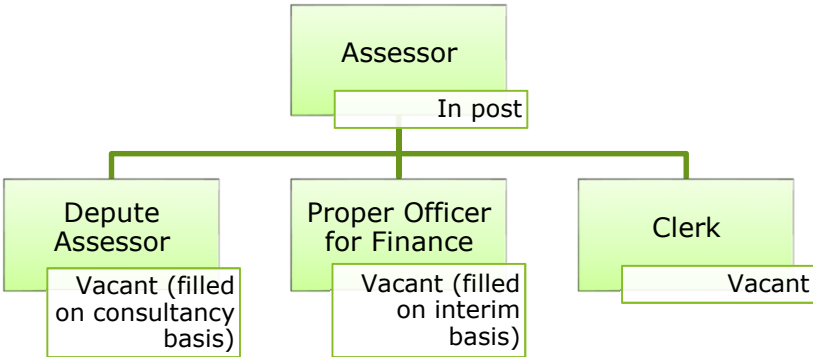 Assessor
In post
Depute
Assessor
Vacant (filled
on consultancy
basis)
Proper Officer
for Finance
Vacant (filled
on interim
basis)
Clerk
Vacant